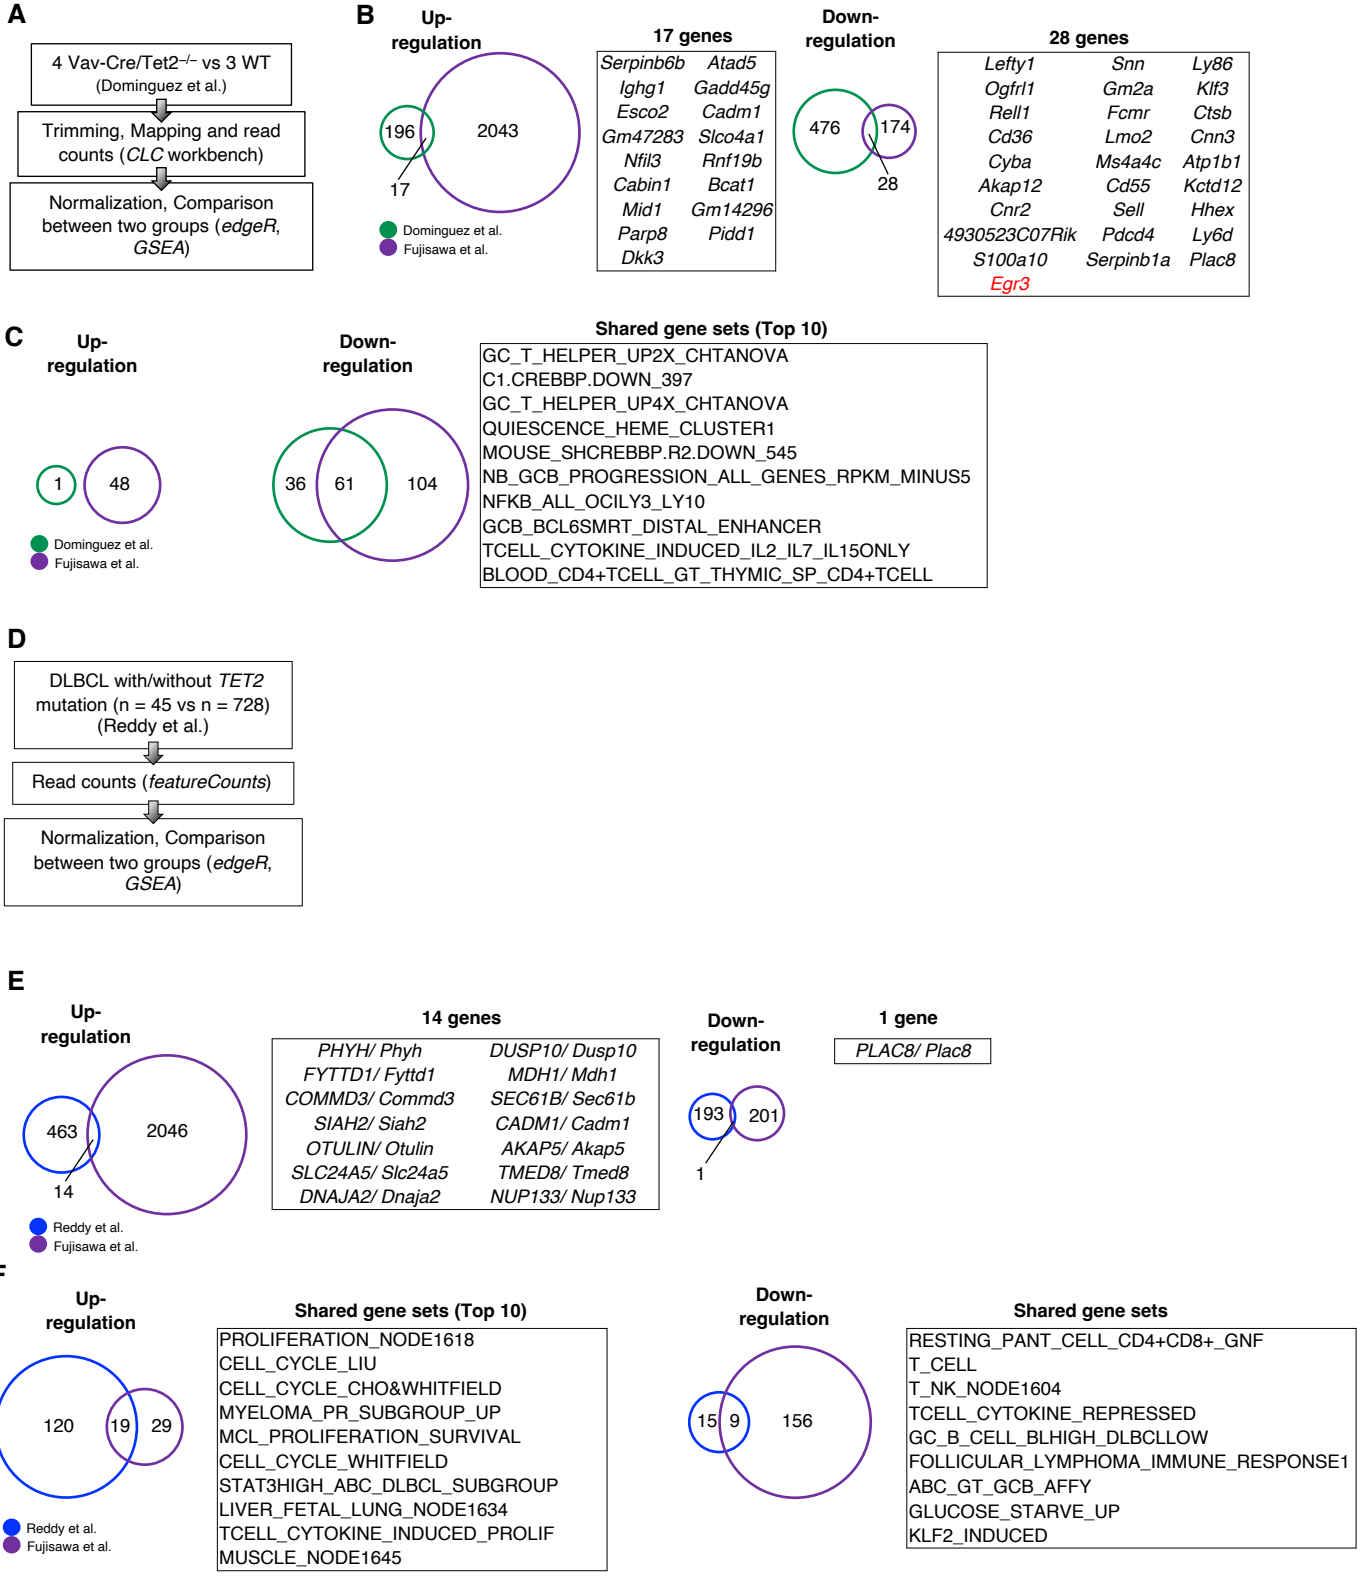 A
4 Vav-Cre/Tet2–/– vs 3 WT
(Dominguez et al.)
Trimming, Mapping and read
counts (CLC workbench)
Normalization, Comparison
between two groups (edgeR,
GSEA)
B
Up-
regulation
196
2043
17
Dominguez et al.
Fujisawa et al.
17 genes
Serpinb6b Atad5
Ighg1 Gadd45g
Esco2 Cadm1
Gm47283 Slco4a1
Nfil3 Rnf19b
Cabin1 Bcat1
Mid1 Gm14296
Parp8 Pidd1
Dkk3
Down-
regulation
476
174
28
28 genes
Lefty1 Snn Ly86
Ogfrl1 Gm2a Klf3
Rell1 Fcmr Ctsb
Cd36 Lmo2 Cnn3
Cyba Ms4a4c Atp1b1
Akap12 Cd55 Kctd12
Cnr2 Sell Hhex
4930523C07Rik Pdcd4 Ly6d
S100a10 Serpinb1a Plac8
Egr3
C
Up-
regulation
1
48
Dominguez et al.
Fujisawa et al.
Down-
regulation
36
61
104
Shared gene sets (Top 10)
GC_T_HELPER_UP2X_CHTANOVA
C1.CREBBP.DOWN_397
GC_T_HELPER_UP4X_CHTANOVA
QUIESCENCE_HEME_CLUSTER1
MOUSE_SHCREBBP.R2.DOWN_545
NB_GCB_PROGRESSION_ALL_GENES_RPKM_MINUS5
NFKB_ALL_OCILY3_LY10
GCB_BCL6SMRT_DISTAL_ENHANCER
TCELL_CYTOKINE_INDUCED_IL2_IL7_IL15ONLY
BLOOD_CD4+TCELL_GT_THYMIC_SP_CD4+TCELL
D
DLBCL with/without TET2
mutation (n = 45 vs n = 728)
(Reddy et al.)
Read counts (featureCounts)
Normalization, Comparison
between two groups (edgeR,
GSEA)
E
Up-
regulation
463
2046
14
Reddy et al.
Fujisawa et al.
14 genes
PHYH/ Phyh DUSP10/ Dusp10
FYTTD1/ Fyttd1 MDH1/ Mdh1
COMMD3/ Commd3 SEC61B/ Sec61b
SIAH2/ Siah2 CADM1/ Cadm1
OTULIN/ Otulin AKAP5/ Akap5
SLC24A5/ Slc24a5 TMED8/ Tmed8
DNAJA2/ Dnaja2 NUP133/ Nup133
Down-
regulation
193
201
1
1 gene
PLAC8/ Plac8
F
Up-
regulation
120
19
29
Reddy et al.
Fujisawa et al.
Shared gene sets (Top 10)
PROLIFERATION_NODE1618
CELL_CYCLE_LIU
CELL_CYCLE_CHO&WHITFIELD
MYELOMA_PR_SUBGROUP_UP
MCL_PROLIFERATION_SURVIVAL
CELL_CYCLE_WHITFIELD
STAT3HIGH_ABC_DLBCL_SUBGROUP
LIVER_FETAL_LUNG_NODE1634
TCELL_CYTOKINE_INDUCED_PROLIF
MUSCLE_NODE1645
Down-
regulation
15
9
156
Shared gene sets
RESTING_PANT_CELL_CD4+CD8+_GNF
T_CELL
T_NK_NODE1604
TCELL_CYTOKINE_REPRESSED
GC_B_CELL_BLHIGH_DLBCLLOW
FOLLICULAR_LYMPHOMA_IMMUNE_RESPONSE1
ABC_GT_GCB_AFFY
GLUCOSE_STARVE_UP
KLF2_INDUCED